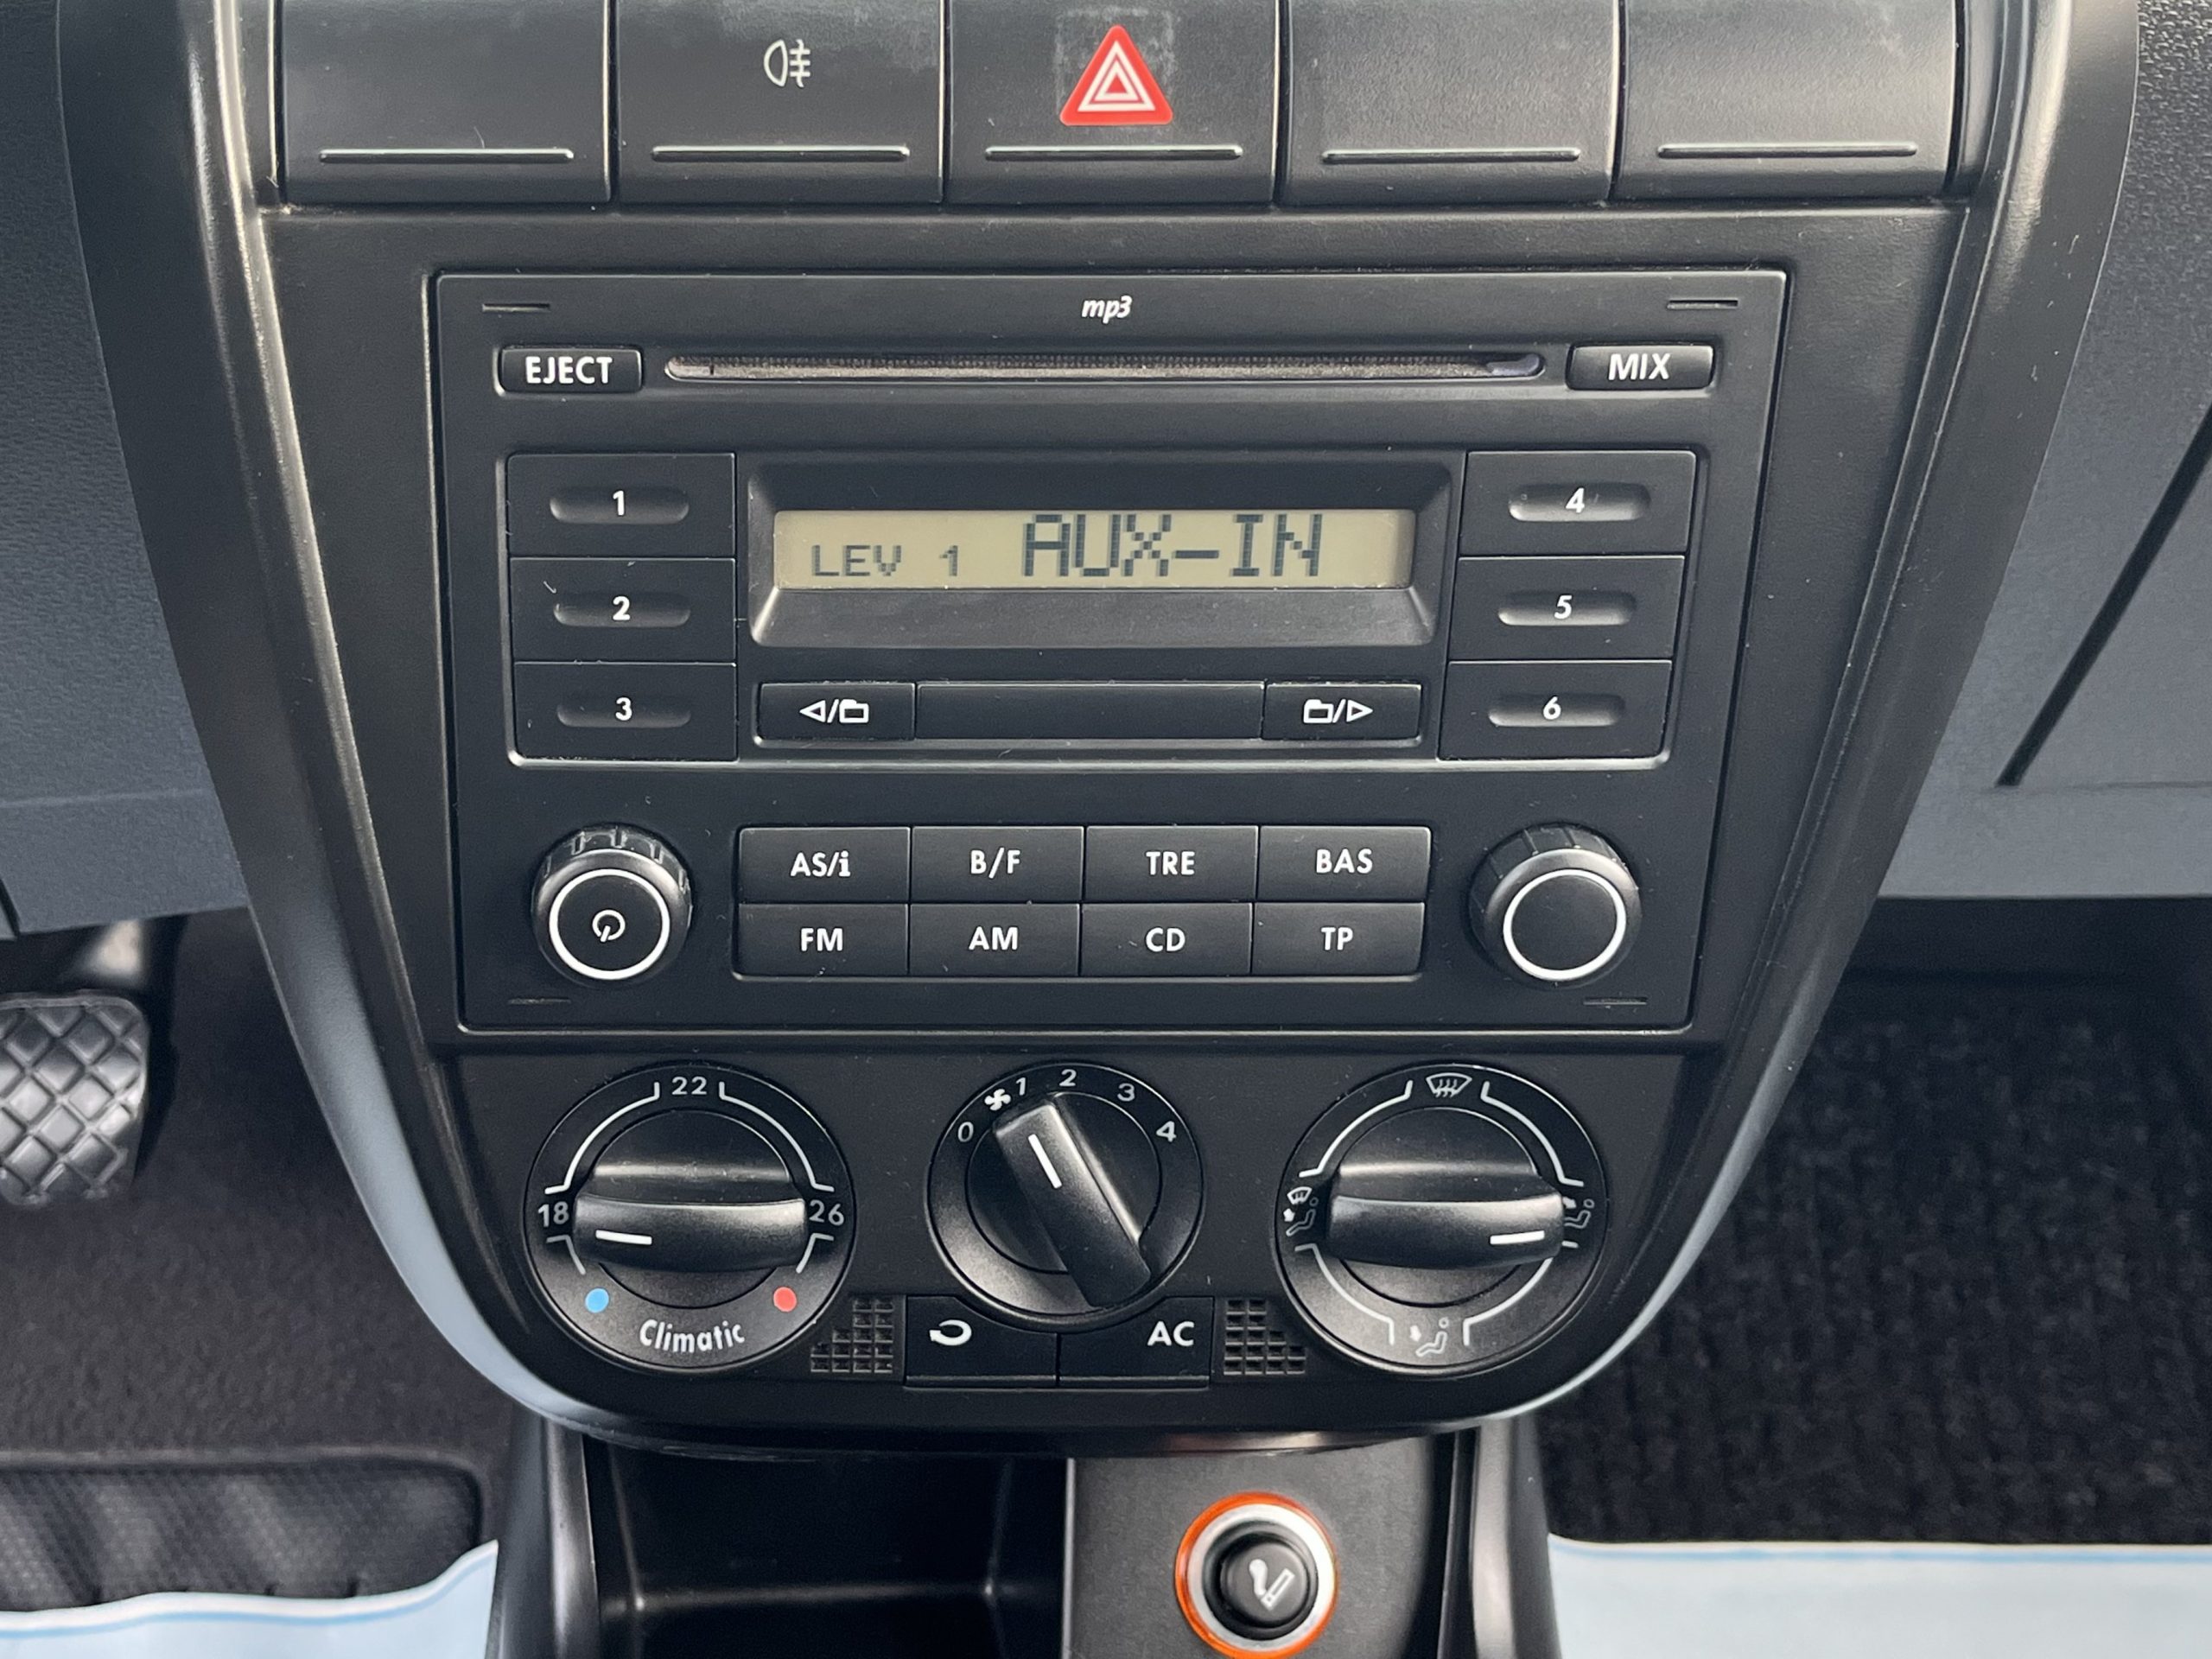 mp3
EJECT MIX
1 LEV 1 AUX-IN 4
2 5
3 6
AS/i B/F TRE BAS
FM AM CD TP
22
18 26
Climatic
0 1 2 3 4
AC